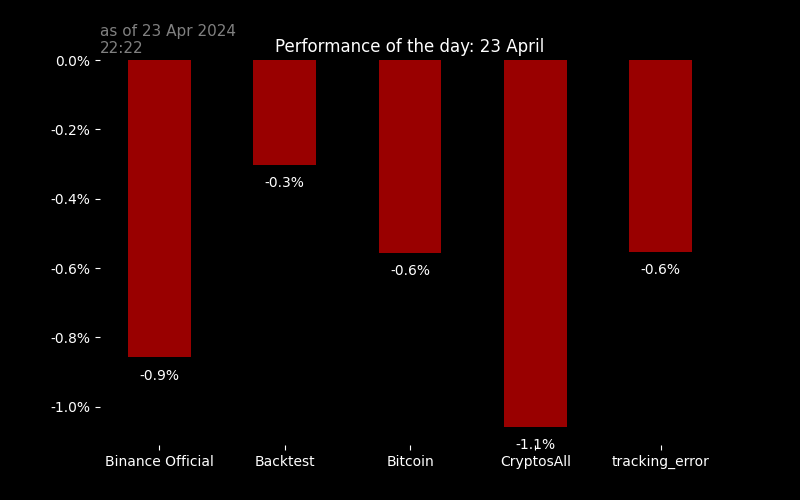 as of 23 Apr 2024
22:22
Performance of the day: 23 April
0.0%
-0.2%
-0.4%
-0.6%
-0.8%
-1.0%
-0.9%
-0.3%
-0.6%
-1.1%
-0.6%
Binance Official
Backtest
Bitcoin
CryptosAll
tracking_error